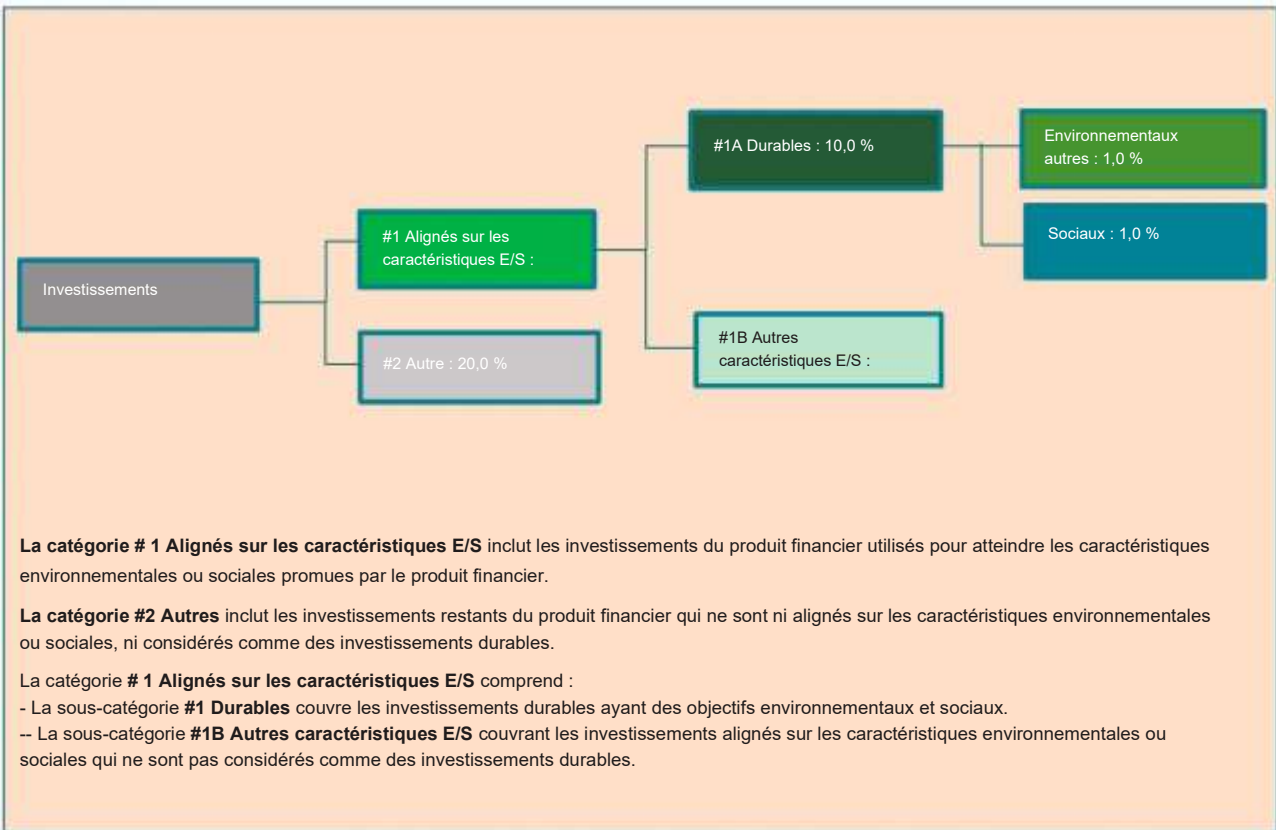 #1A Durables : 10,0 %
Environnementaux
autres : 1,0 %
#1 Alignés sur les
caractéristiques E/S :
Sociaux : 1,0 %
Investissements
#2 Autre : 20,0 %
#1B Autres
caractéristiques E/S :
La catégorie # 1 Alignés sur les caractéristiques E/S inclut les investissements du produit financier utilisés pour atteindre les caractéristiques
environnementales ou sociales promues par le produit financier.
La catégorie #2 Autres inclut les investissements restants du produit financier qui ne sont ni alignés sur les caractéristiques environnementales
ou sociales, ni considérés comme des investissements durables.
La catégorie # 1 Alignés sur les caractéristiques E/S comprend :
- La sous-catégorie #1 Durables couvre les investissements durables ayant des objectifs environnementaux et sociaux.
-- La sous-catégorie #1B Autres caractéristiques E/S couvrant les investissements alignés sur les caractéristiques environnementales ou
sociales qui ne sont pas considérés comme des investissements durables.